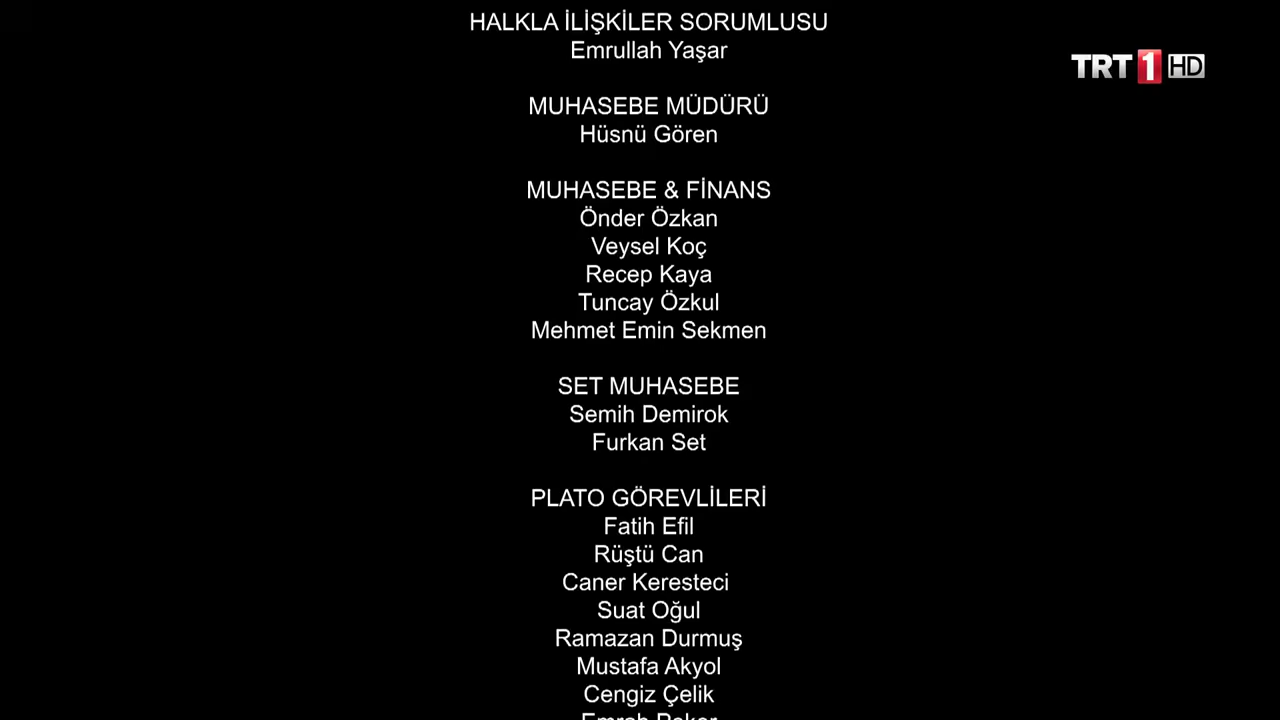 HALKLA İLİŞKİLER SORUMLUSU
Emrullah Yaşar
TRT 1 HD
MUHASEBE MÜDÜRÜ
Hüsnü Gören
MUHASEBE & FİNANS
Önder Özkan
Veysel Koç
Recep Kaya
Tuncay Özkul
Mehmet Emin Sekmen
SET MUHASEBE
Semih Demirok
Furkan Set
PLATO GÖREVLİLERİ
Fatih Efil
Rüştü Can
Caner Keresteci
Suat Oğul
Ramazan Durmuş
Mustafa Akyol
Cengiz Çelik